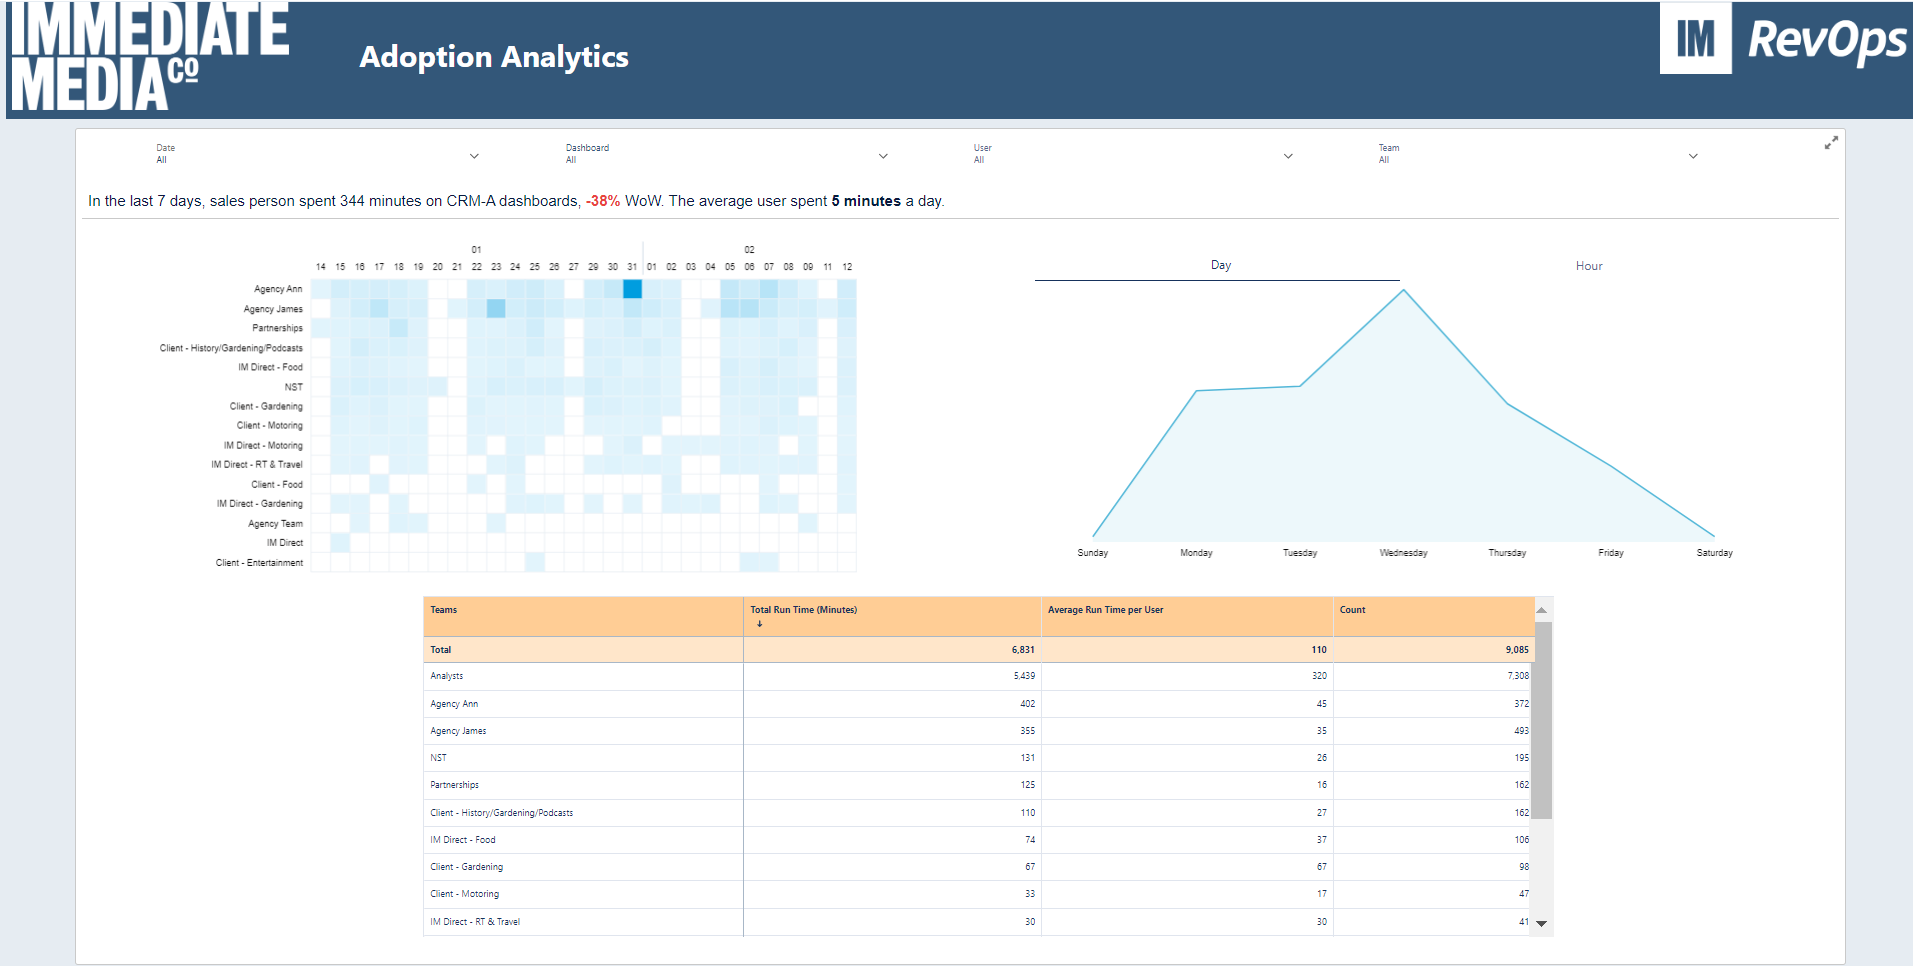 IMMEDIATE
MEDIA CO
Adoption Analytics
IM RevOps
Date
All
Dashboard
All
User
All
Team
All
In the last 7 days, sales person spent 344 minutes on CRM-A dashboards, -38% WoW. The average user spent 5 minutes a day.
01 02
14 15 16 17 18 19 20 21 22 23 24 25 26 27 29 30 31 01 02 03 04 05 06 07 08 09 11 12
Agency Ann
Agency James
Partnerships
Client - History/Gardening/Podcasts
IM Direct - Food
NST
Client - Gardening
Client - Motoring
IM Direct - Motoring
IM Direct - RT & Travel
Client - Food
IM Direct - Gardening
Agency Team
IM Direct
Client - Entertainment
Day Hour
Sunday Monday Tuesday Wednesday Thursday Friday Saturday
Teams Total Run Time (Minutes) Average Run Time per User Count
Total 6,831 110 9,085
Analysts 5,439 320 7,308
Agency Ann 402 45 372
Agency James 355 35 493
NST 131 26 195
Partnerships 125 16 162
Client - History/Gardening/Podcasts 110 27 162
IM Direct - Food 74 37 106
Client - Gardening 67 67 98
Client - Motoring 33 17 47
IM Direct - RT & Travel 30 30 41